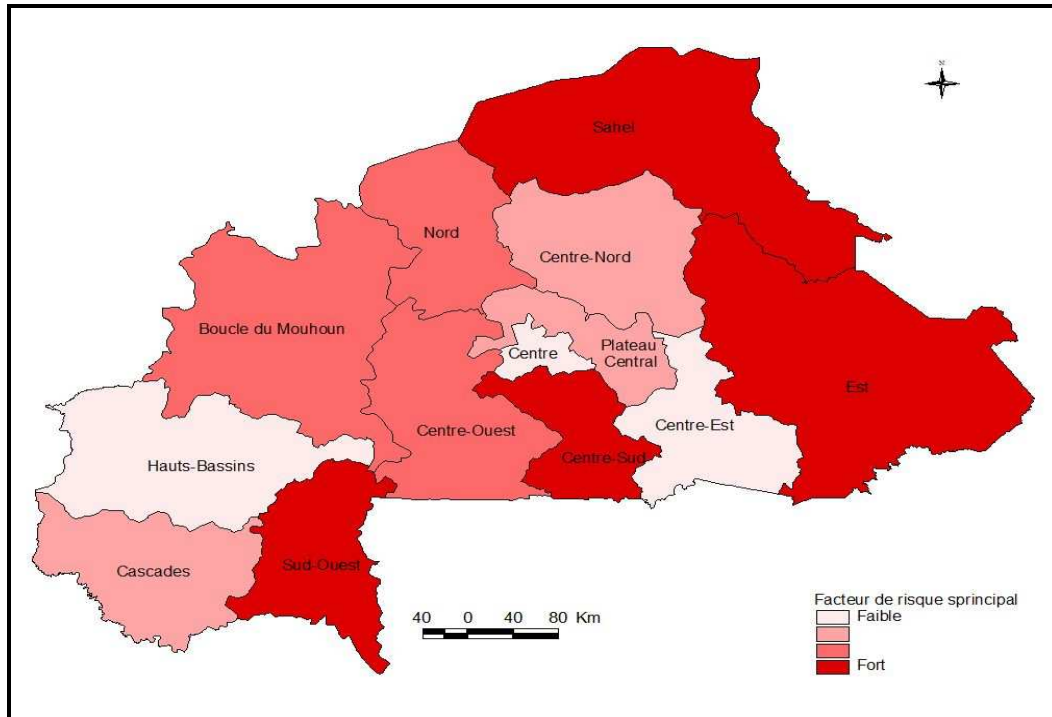 Sahel
Nord
Centre-Nord
Boucle du Mouhoun
Centre
Plateau
Central
Est
Centre-Ouest
Centre-Est
Hauts-Bassins
Centre-Sud
Cascades
Sud-Ouest
40 0 40 80 Km
Facteur de risque sprincipal
Faible
Fort